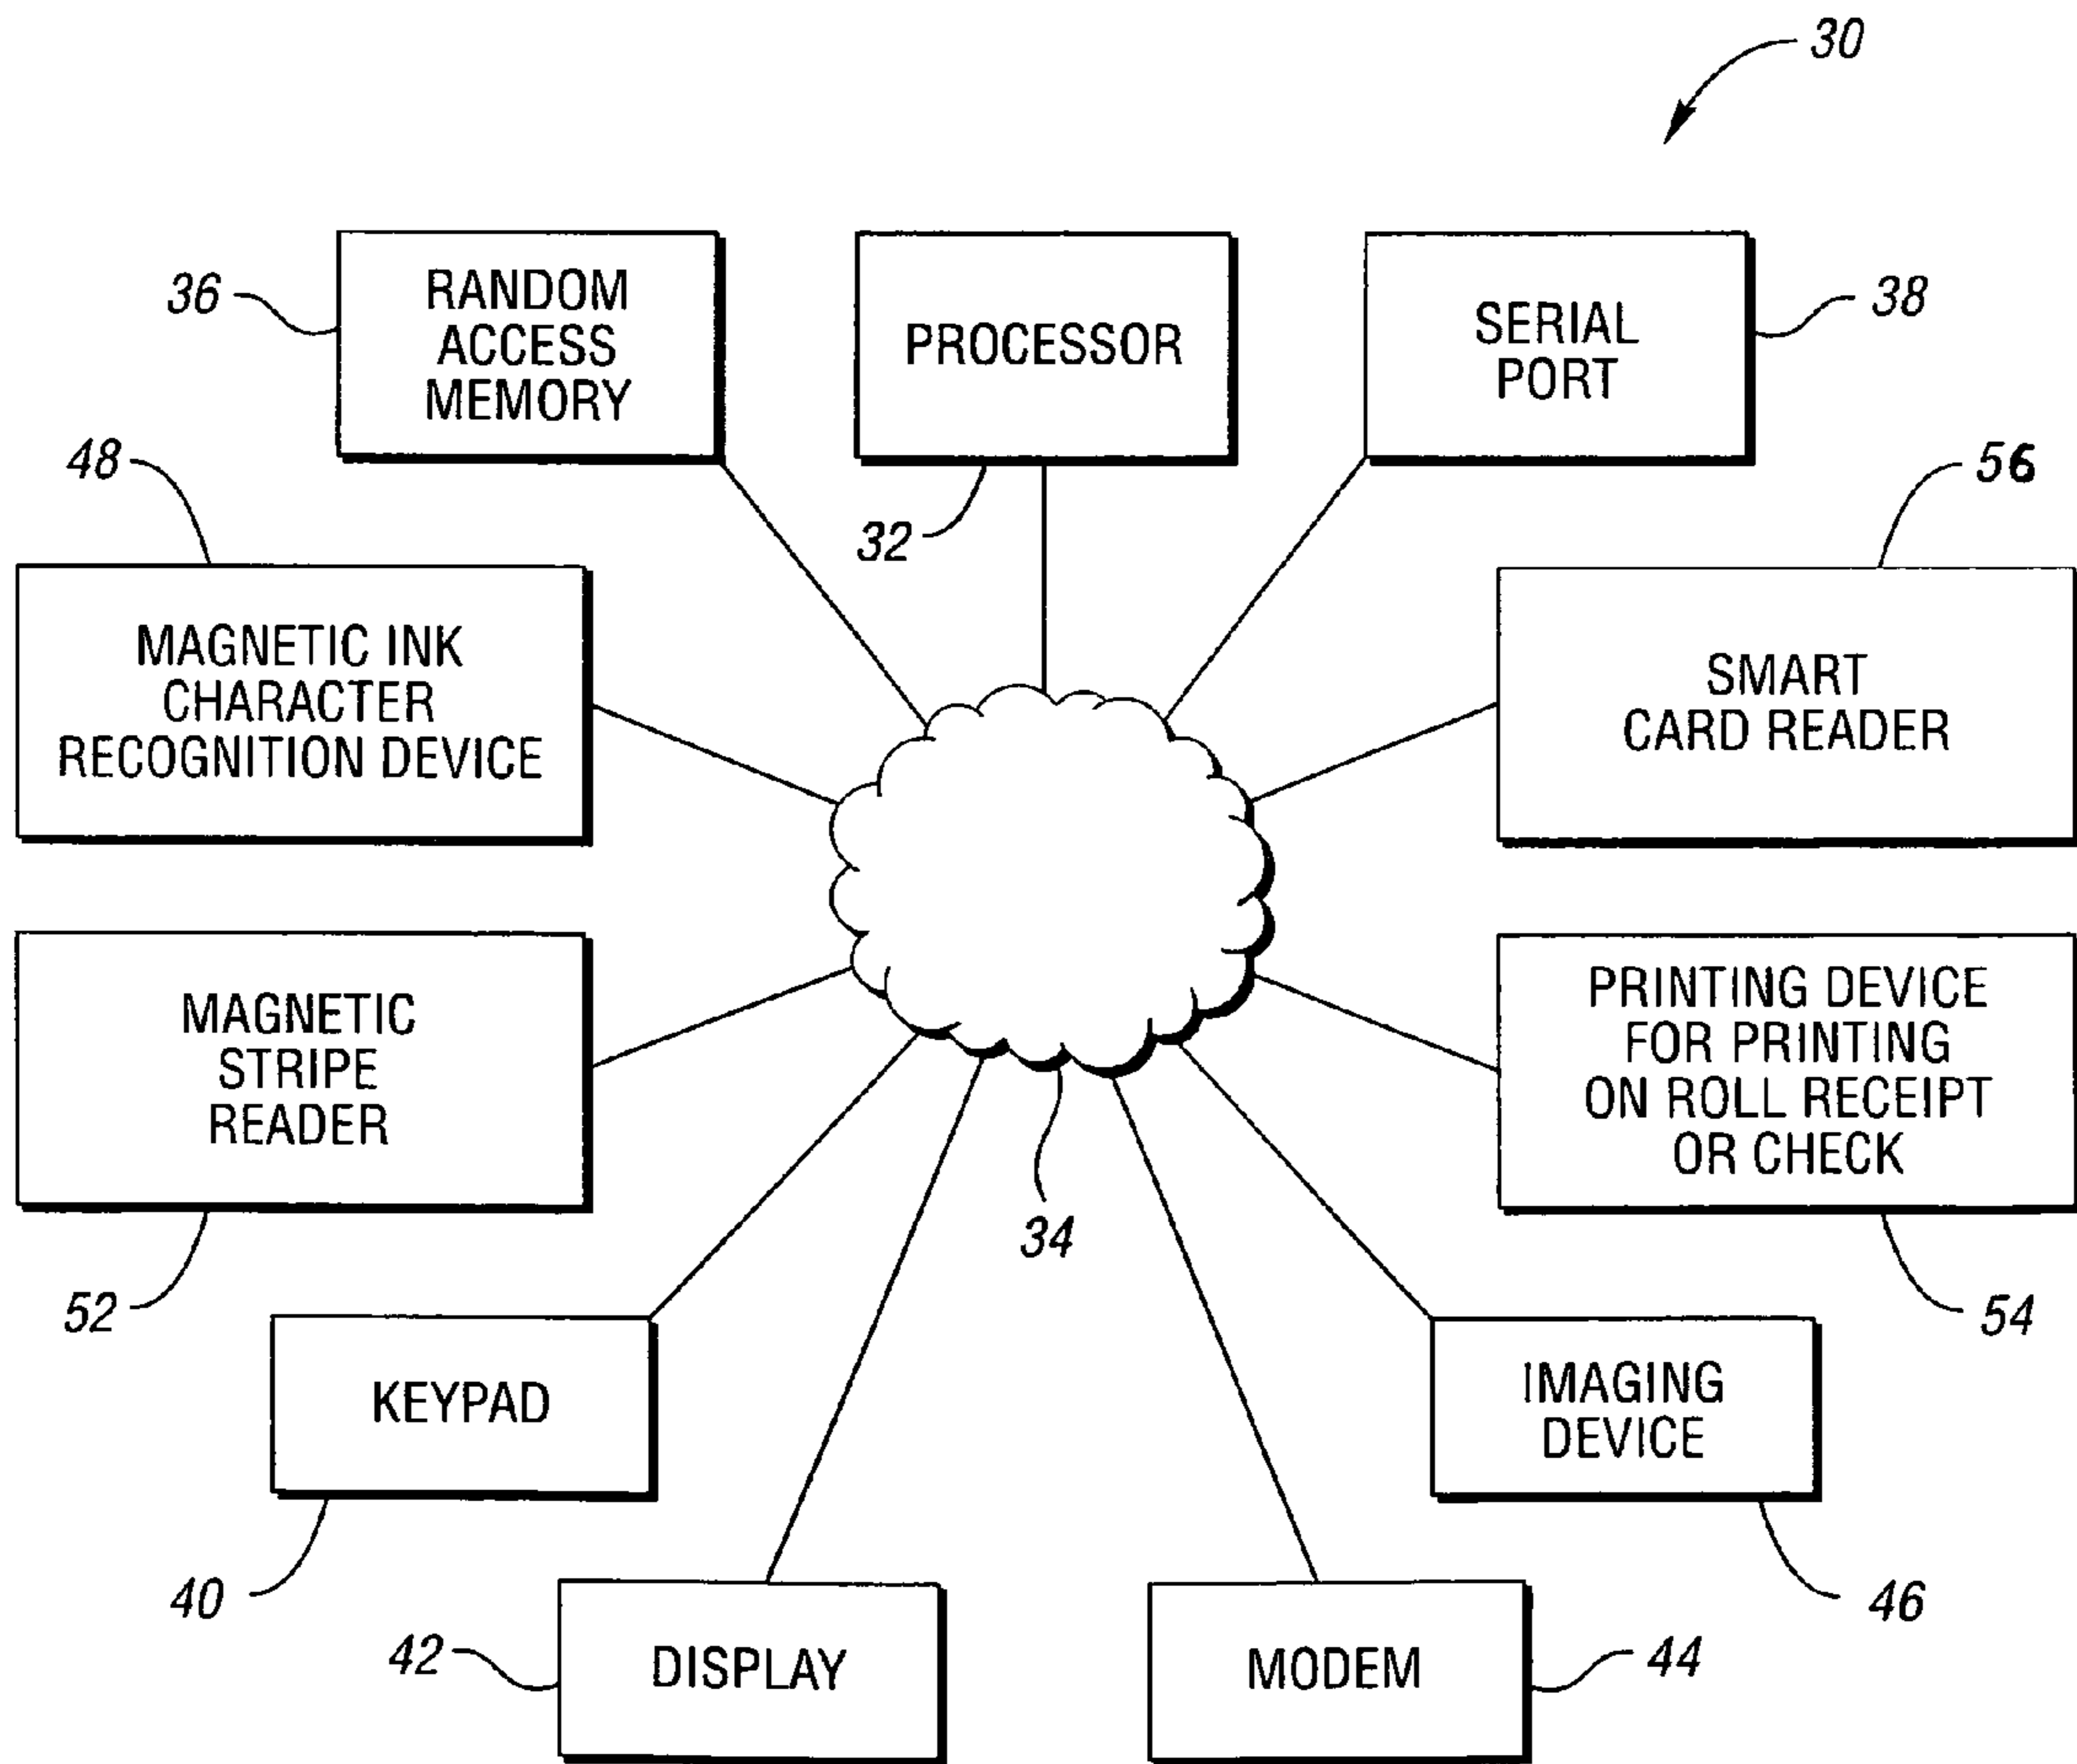 30
36
RANDOM
ACCESS
MEMORY
PROCESSOR
32
SERIAL
PORT
38
48
MAGNETIC INK
CHARACTER
RECOGNITION DEVICE
56
SMART
CARD READER
MAGNETIC
STRIPE
READER
52
34
PRINTING DEVICE
FOR PRINTING
ON ROLL RECEIPT
OR CHECK
54
KEYPAD
40
IMAGING
DEVICE
46
42
DISPLAY
MODEM
44